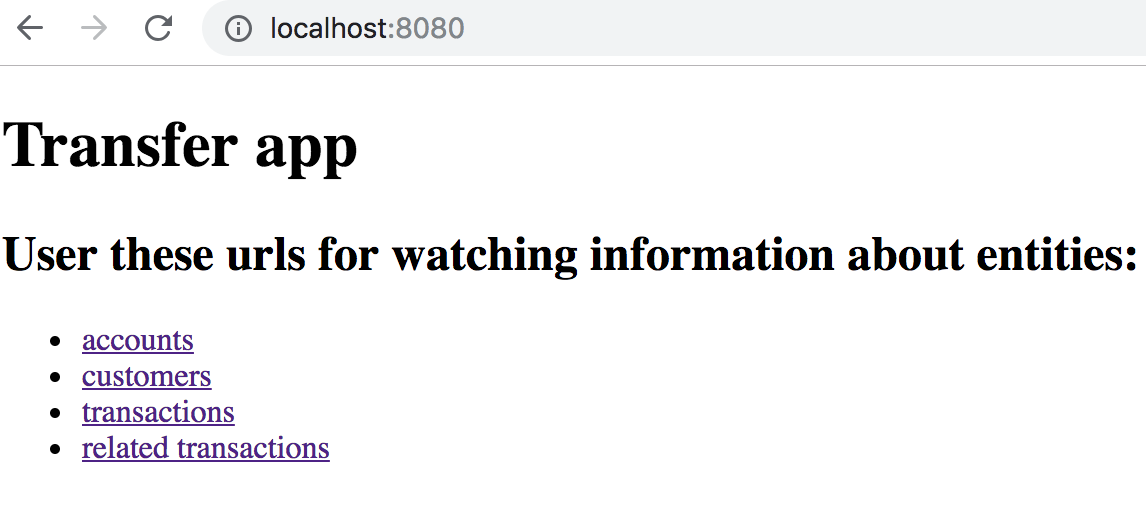 localhost:8080
Transfer app
User these urls for watching information about entities:
accounts
customers
transactions
related transactions